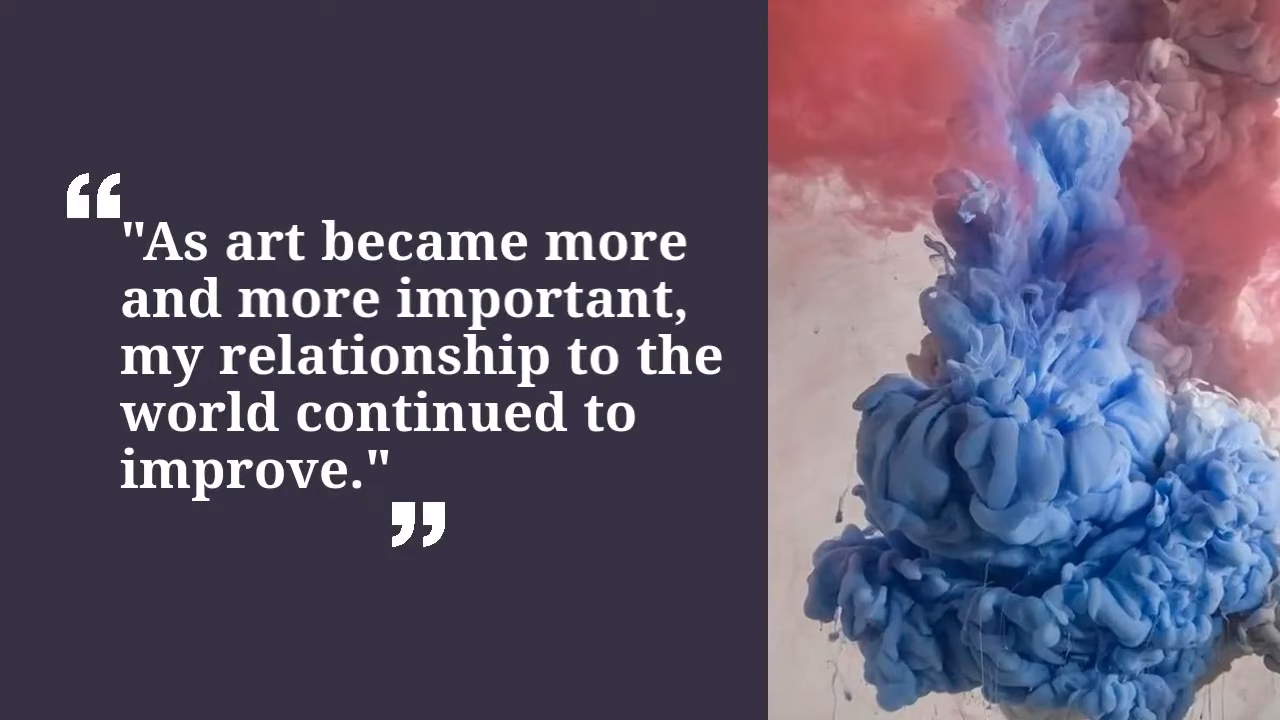 “
"As art became more
and more important,
my relationship to the
world continued to
improve."
”